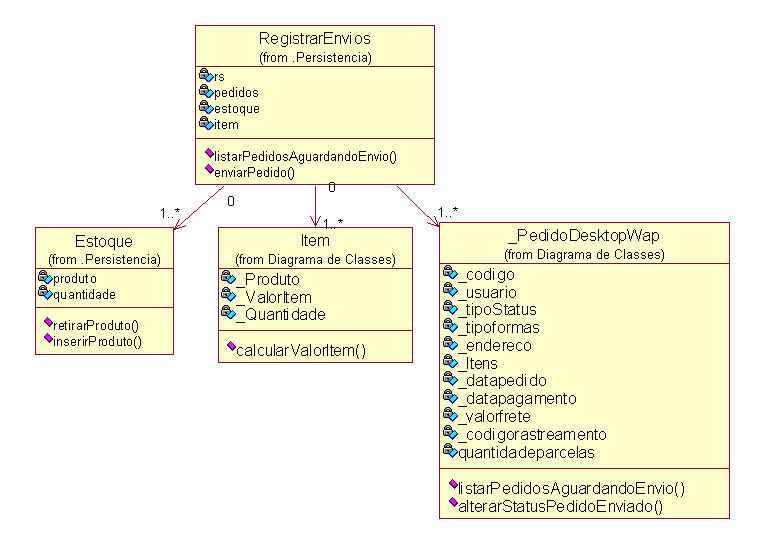 RegistrarEnvios
(from .Persistencia)
rs
pedidos
estoque
item
listarPedidosAguardandoEnvio()
enviarPedido()
0
0
1..*
1..*
1..*
Estoque
(from .Persistencia)
produto
quantidade
retirarProduto()
inserirProduto()
Item
(from Diagrama de Classes)
_Produto
_ValorItem
_Quantidade
calcularValorItem()
_PedidoDesktopWap
(from Diagrama de Classes)
_codigo
_usuario
_tipoStatus
_tipoformas
_endereco
_Itens
_datapedido
_datapagamento
_valorfrete
_codigorastreamento
quantidadeparcelas
listarPedidosAguardandoEnvio()
alterarStatusPedidoEnviado()